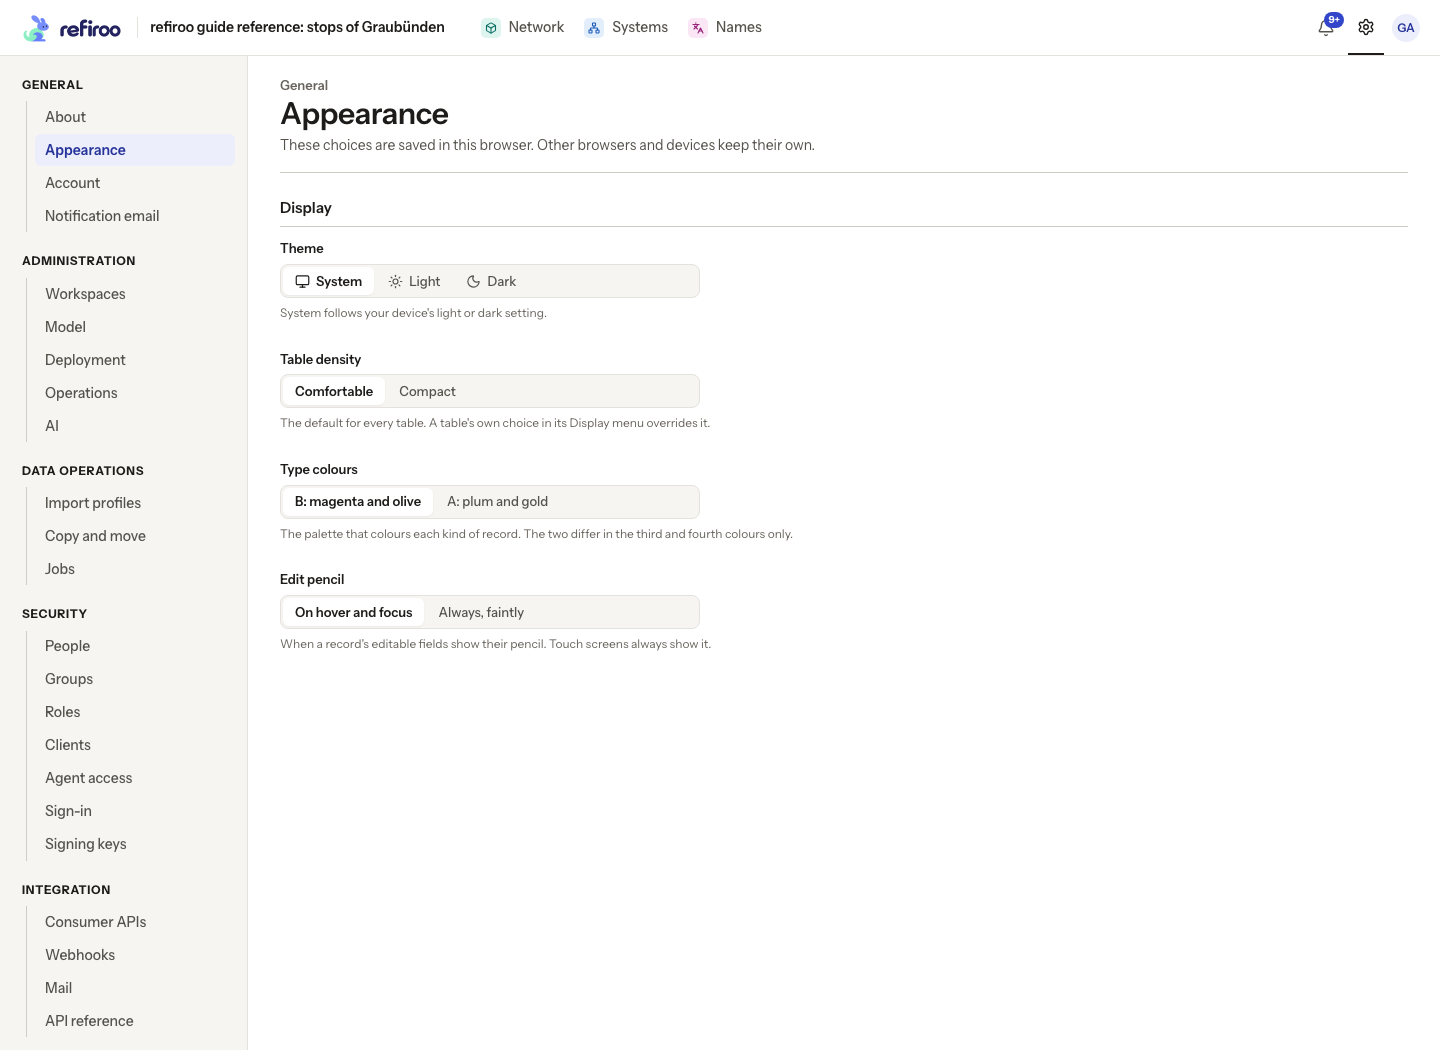 refiroo
refiroo guide reference: stops of Graubünden
Network
Systems
Names
9+
GA
GENERAL
About
Appearance
Account
Notification email
ADMINISTRATION
Workspaces
Model
Deployment
Operations
AI
DATA OPERATIONS
Import profiles
Copy and move
Jobs
SECURITY
People
Groups
Roles
Clients
Agent access
Sign-in
Signing keys
INTEGRATION
Consumer APIs
Webhooks
Mail
API reference
General
Appearance
These choices are saved in this browser. Other browsers and devices keep their own.
Display
Theme
System
Light
Dark
System follows your device's light or dark setting.
Table density
Comfortable
Compact
The default for every table. A table's own choice in its Display menu overrides it.
Type colours
B: magenta and olive
A: plum and gold
The palette that colours each kind of record. The two differ in the third and fourth colours only.
Edit pencil
On hover and focus
Always, faintly
When a record's editable fields show their pencil. Touch screens always show it.